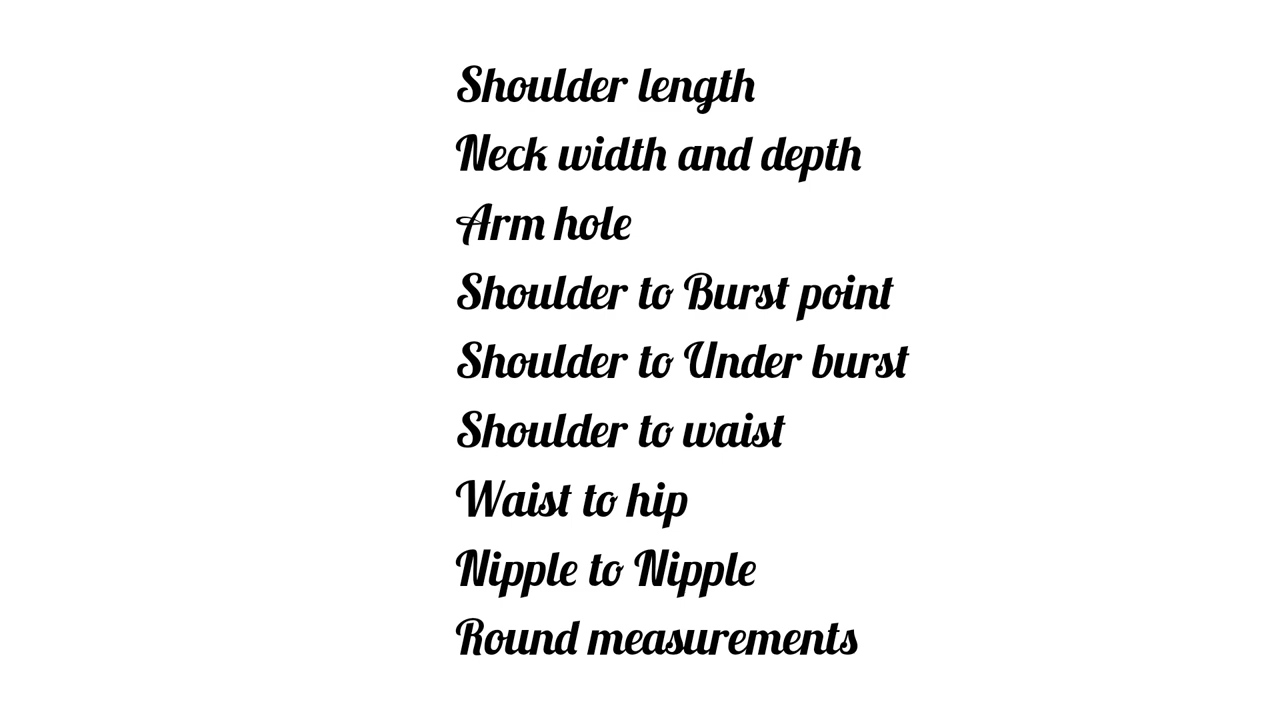 Shoulder length
Neck width and depth
Arm hole
Shoulder to Burst point
Shoulder to Under burst
Shoulder to waist
Waist to hip
Nipple to Nipple
Round measurements